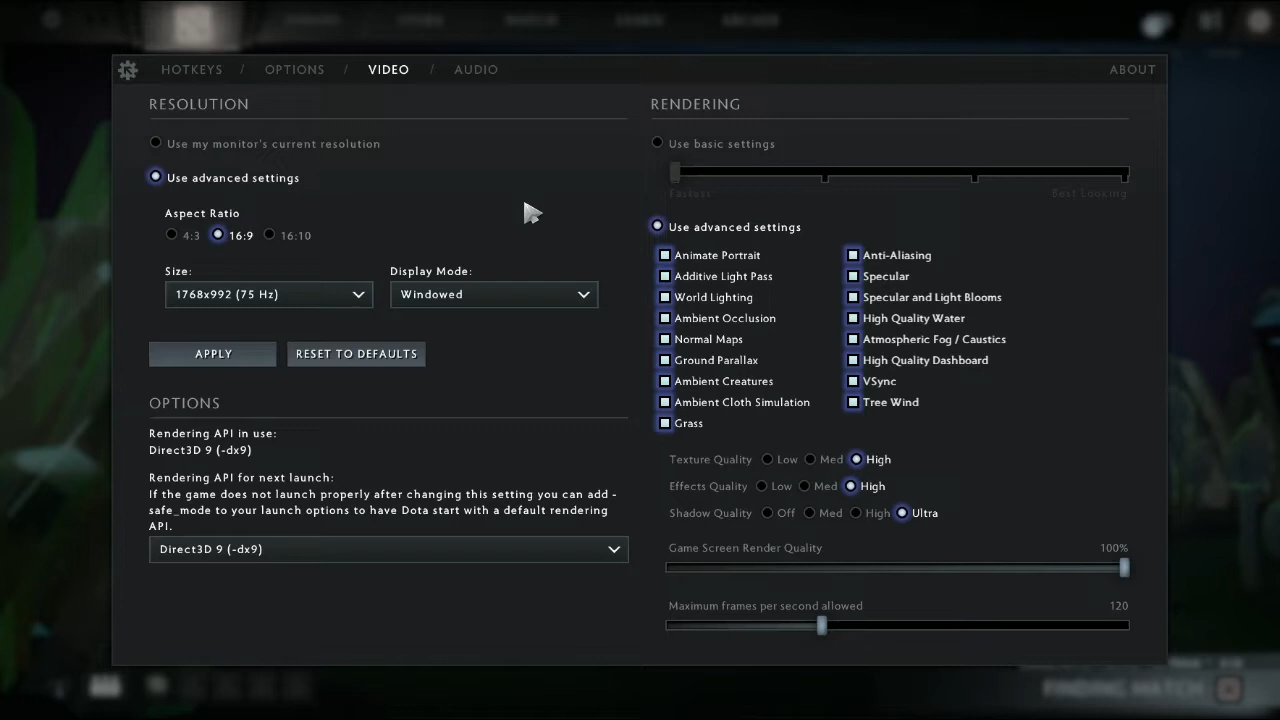 HOTKEYS / OPTIONS / VIDEO / AUDIO ABOUT
RESOLUTION
Use my monitor's current resolution
Use advanced settings
Aspect Ratio
4:3 16:9 16:10
Size: Display Mode:
1768x992 (75 Hz) Windowed
APPLY RESET TO DEFAULTS
OPTIONS
Rendering API in use:
Direct3D 9 (-dx9)
Rendering API for next launch:
If the game does not launch properly after changing this setting you can add -
safe_mode to your launch options to have Dota start with a default rendering
API.
Direct3D 9 (-dx9)
RENDERING
Use basic settings
Fastest Best Looking
Use advanced settings
Animate Portrait Anti-Aliasing
Additive Light Pass Specular
World Lighting Specular and Light Blooms
Ambient Occlusion High Quality Water
Normal Maps Atmospheric Fog / Caustics
Ground Parallax High Quality Dashboard
Ambient Creatures VSync
Ambient Cloth Simulation Tree Wind
Grass
Texture Quality Low Med High
Effects Quality Low Med High
Shadow Quality Off Med High Ultra
Game Screen Render Quality 100%
Maximum frames per second allowed 120
FINDING MATCH